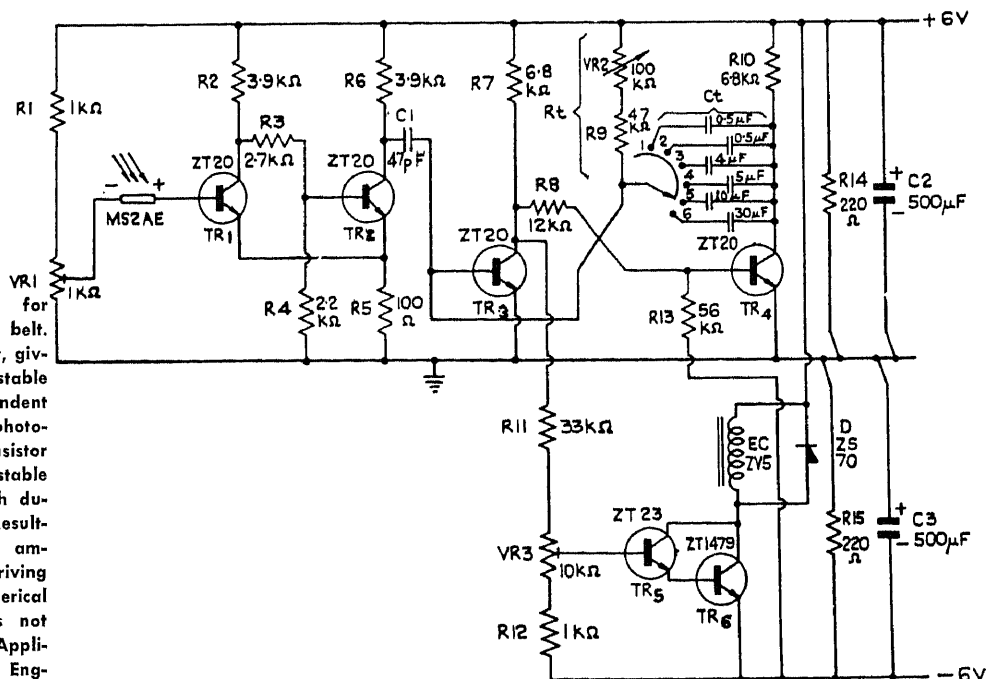 +6V
R1
1kΩ
R2
3.9kΩ
R6
3.9kΩ
R7
6.8
kΩ
Rt
VR2
100
kΩ
R10
6.8kΩ
Ct
R3
2.7kΩ
C1
47pF
R9
47
kΩ
1
2
3
4
5
6
0.5μF
0.5μF
4μF
5μF
10μF
30μF
ZT20
TR1
ZT20
TR2
- +
MS2AE
R8
12kΩ
R14
220
Ω
+
C2
- 500μF
ZT20
TR3
ZT20
TR4
VR1
1kΩ
R4
2.2
kΩ
R5
100
Ω
R13
56
kΩ
for
belt.
, giv-
stable
ndent
photo-
sistor
stable
h du-
esult-
am-
riving
erical
s not
Appli-
Eng-
R11
33kΩ
EC
ZV5
D
ZS
70
ZT23
TR5
ZT1479
TR6
VR3
10kΩ
R15
220
Ω
+
C3
- 500μF
R12
1kΩ
-6V